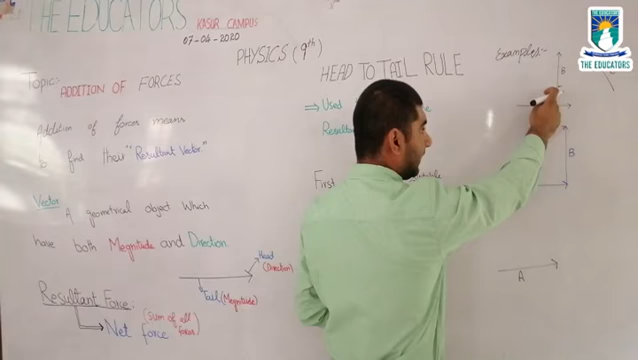 THE EDUCATORS KASUR CAMPUS
07-04-2020
PHYSICS (9th)
Topic:-
ADDITION OF FORCES
Addition of forces means
to find their "Resultant Vector"
Vector: A geometrical object which
have both Magnitude and Direction
Head
(Direction)
Tail (Magnitude)
Resultant Force:
Net force (sum of all
forces)
HEAD TO TAIL RULE
⇒ Used
Resultan
First
Examples:-
B
B
A
THE EDUCATORS